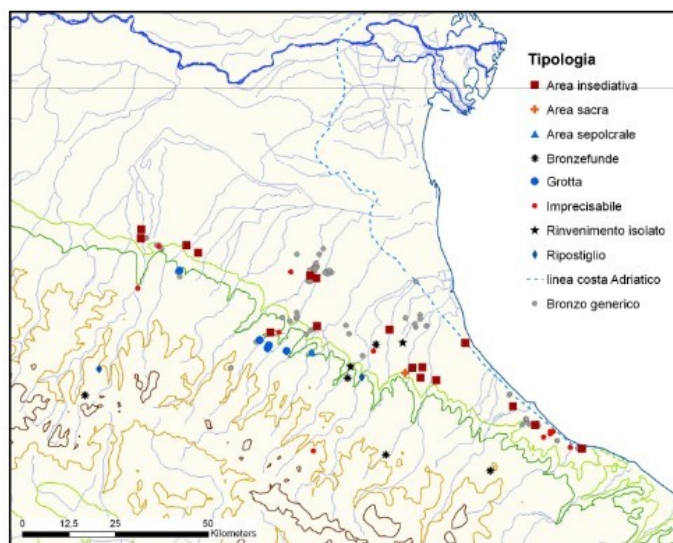 Tipologia
Area insediativa
Area sacra
Area sepolcrale
Bronzefunde
Grotta
Imprecisabile
Rinvenimento isolato
Ripostiglio
linea costa Adriatico
Bronzo generico
0 12.5 25 50
Kilometers